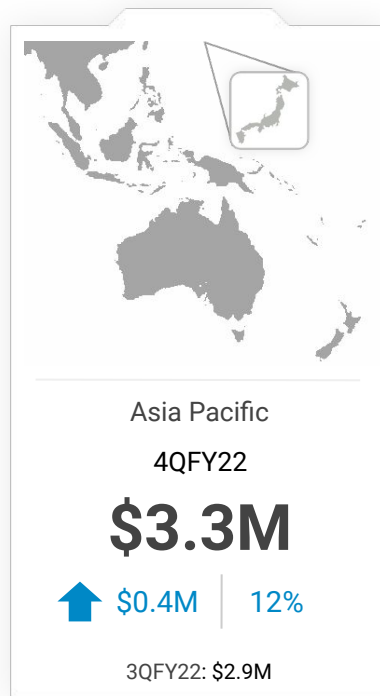 Asia Pacific
4QFY22
$3.3M
$0.4M 12%
3QFY22: $2.9M